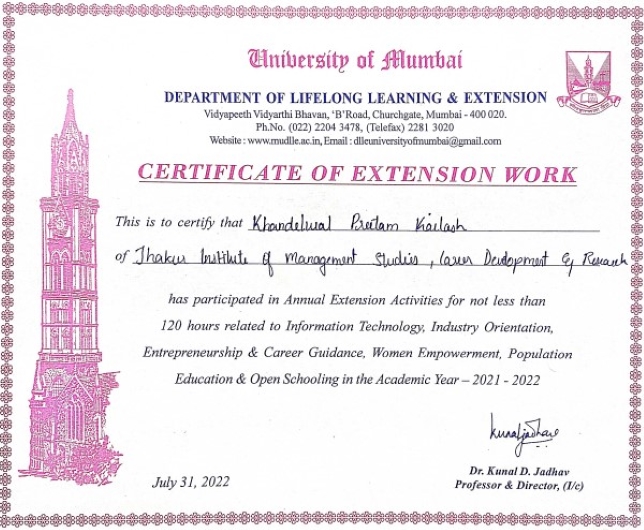 University of Mumbai
DEPARTMENT OF LIFELONG LEARNING & EXTENSION
Vidyapeeth Vidyarthi Bhavan, 'B'Road, Churchgate, Mumbai - 400 020.
Ph.No. (022) 2204 3478, (Telefax) 2281 3020
Website : www.mudlle.ac.in, Email : dlleuniversityofmumbai@gmail.com
CERTIFICATE OF EXTENSION WORK
This is to certify that Khandelwal Preetam Kailash
of Thakur Institute of Management Studies, Career Development & Research
has participated in Annual Extension Activities for not less than
120 hours related to Information Technology, Industry Orientation,
Entrepreneurship & Career Guidance, Women Empowerment, Population
Education & Open Schooling in the Academic Year – 2021 - 2022
kunaljadhav
July 31, 2022
Dr. Kunal D. Jadhav
Professor & Director, (I/c)